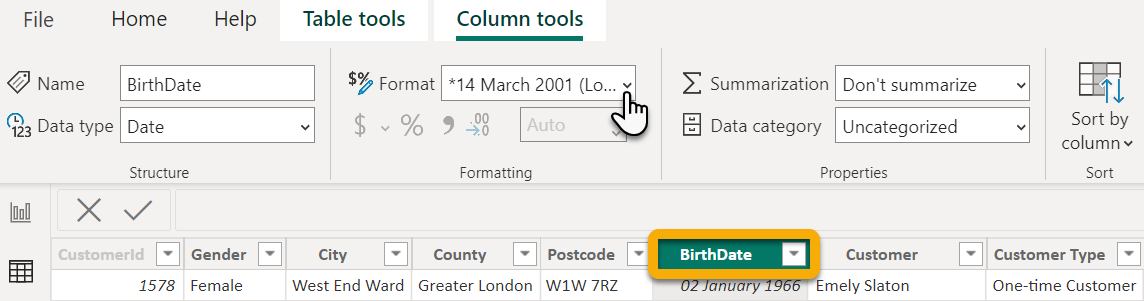 File Home Help Table tools Column tools
Name BirthDate $% Format *14 March 2001 (Lo... Summarization Don't summarize
123 Data type Date $ % , .00 .0 Auto Data category Uncategorized Sort by
column
Structure Formatting Properties Sort
CustomerId Gender City County Postcode BirthDate Customer Customer Type
1578 Female West End Ward Greater London W1W 7RZ 02 January 1966 Emely Slaton One-time Customer